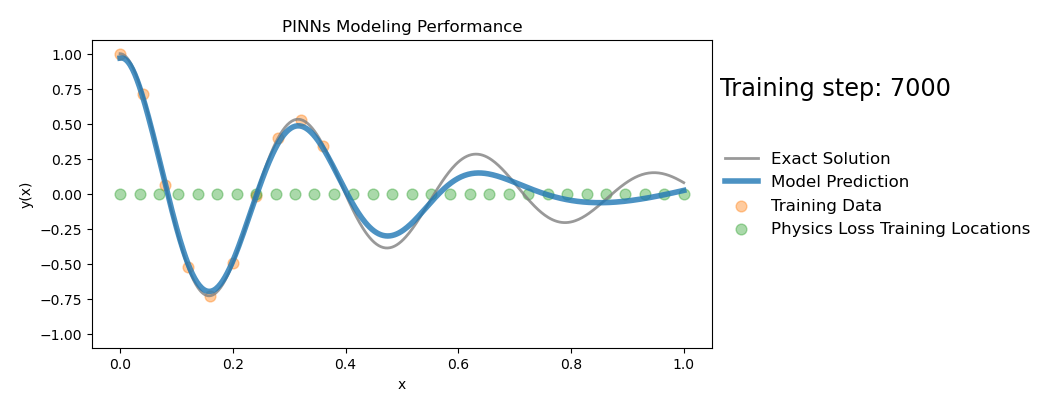 PINNs Modeling Performance
1.00
0.75
0.50
0.25
0.00
−0.25
−0.50
−0.75
−1.00
y(x)
0.0 0.2 0.4 0.6 0.8 1.0
x
Training step: 7000
Exact Solution
Model Prediction
Training Data
Physics Loss Training Locations